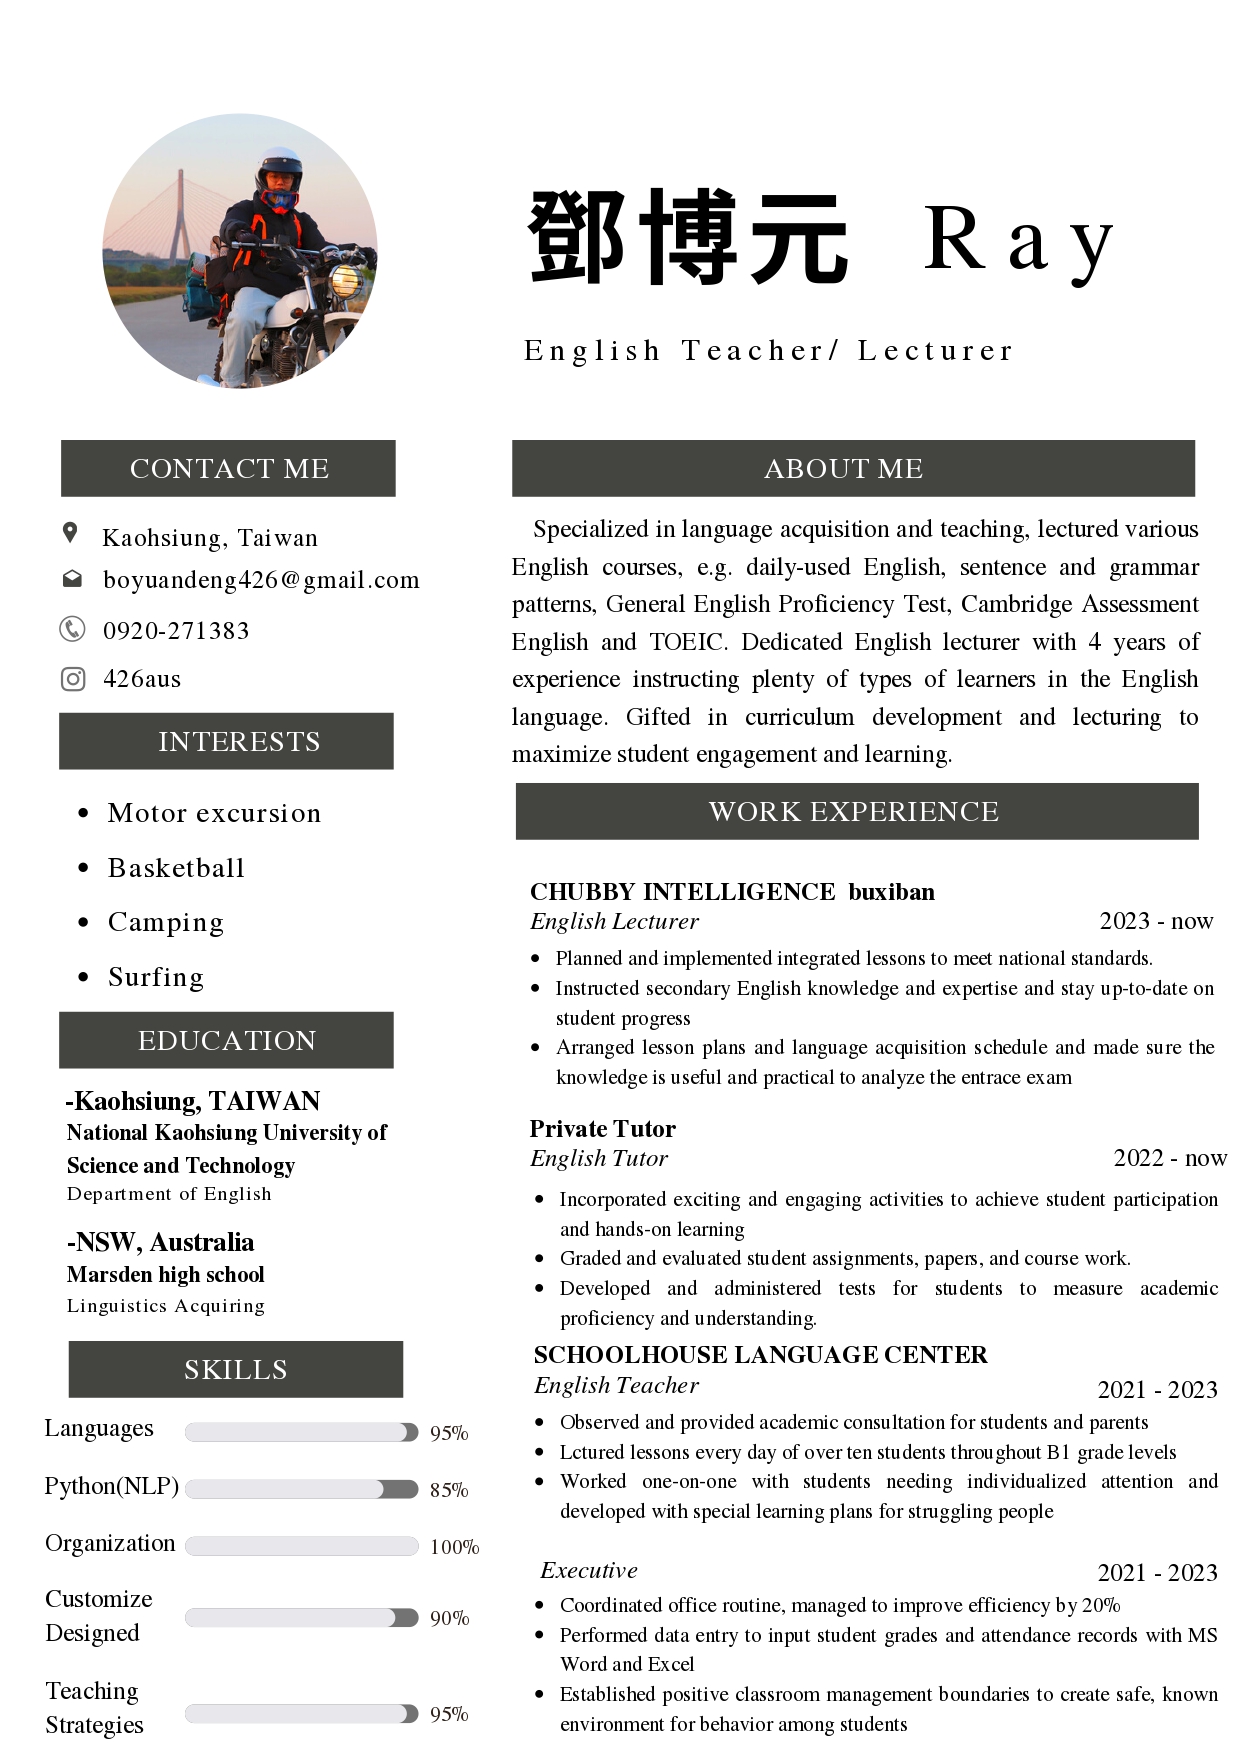 鄧博元 Ray
English Teacher/ Lecturer
CONTACT ME
Kaohsiung, Taiwan
boyuandeng426@gmail.com
0920-271383
426aus
INTERESTS
• Motor excursion
• Basketball
• Camping
• Surfing
EDUCATION
-Kaohsiung, TAIWAN
National Kaohsiung University of
Science and Technology
Department of English
-NSW, Australia
Marsden high school
Linguistics Acquiring
SKILLS
Languages 95%
Python(NLP) 85%
Organization 100%
Customize
Designed 90%
Teaching
Strategies 95%
ABOUT ME
Specialized in language acquisition and teaching, lectured various
English courses, e.g. daily-used English, sentence and grammar
patterns, General English Proficiency Test, Cambridge Assessment
English and TOEIC. Dedicated English lecturer with 4 years of
experience instructing plenty of types of learners in the English
language. Gifted in curriculum development and lecturing to
maximize student engagement and learning.
WORK EXPERIENCE
CHUBBY INTELLIGENCE buxiban
English Lecturer 2023 - now
• Planned and implemented integrated lessons to meet national standards.
• Instructed secondary English knowledge and expertise and stay up-to-date on
student progress
• Arranged lesson plans and language acquisition schedule and made sure the
knowledge is useful and practical to analyze the entrace exam
Private Tutor
English Tutor 2022 - now
• Incorporated exciting and engaging activities to achieve student participation
and hands-on learning
• Graded and evaluated student assignments, papers, and course work.
• Developed and administered tests for students to measure academic
proficiency and understanding.
SCHOOLHOUSE LANGUAGE CENTER
English Teacher 2021 - 2023
• Observed and provided academic consultation for students and parents
• Lctured lessons every day of over ten students throughout B1 grade levels
• Worked one-on-one with students needing individualized attention and
developed with special learning plans for struggling people
Executive 2021 - 2023
• Coordinated office routine, managed to improve efficiency by 20%
• Performed data entry to input student grades and attendance records with MS
Word and Excel
• Established positive classroom management boundaries to create safe, known
environment for behavior among students